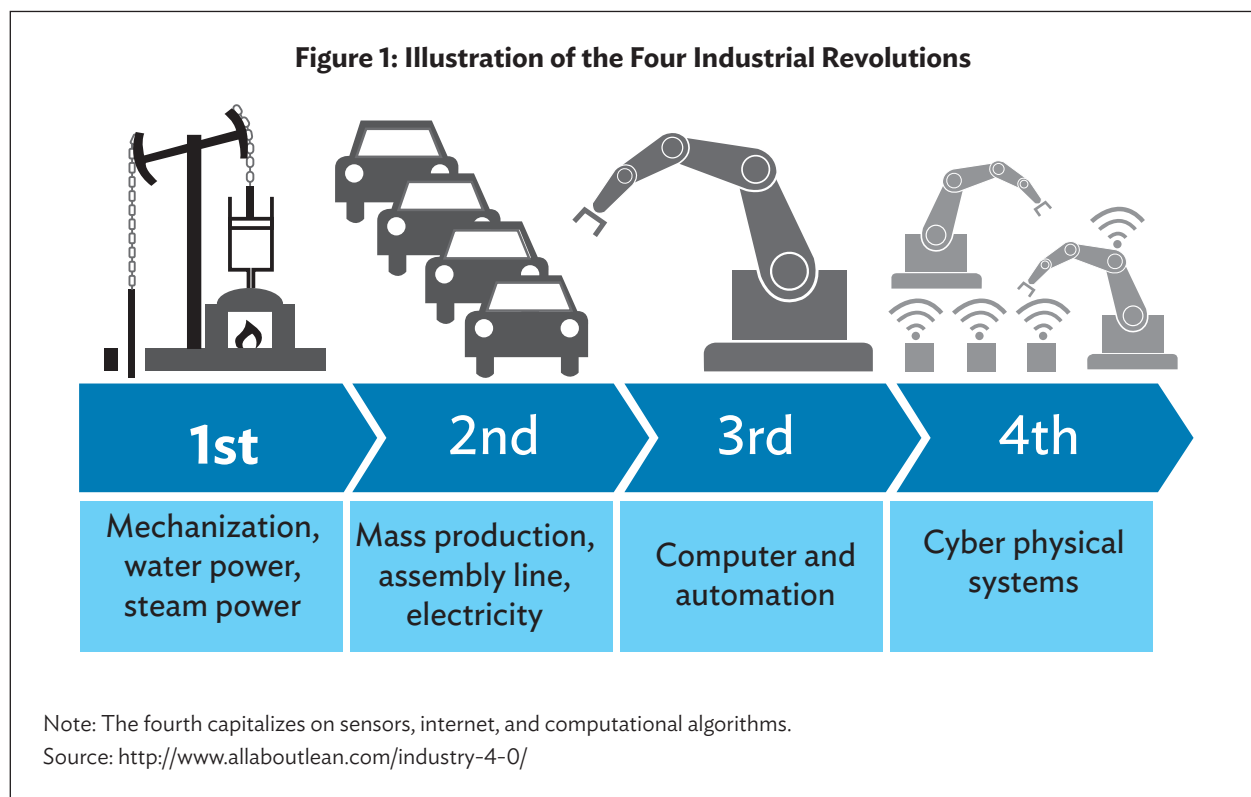 Figure 1: Illustration of the Four Industrial Revolutions
1st
2nd
3rd
4th
Mechanization,
water power,
steam power
Mass production,
assembly line,
electricity
Computer and
automation
Cyber physical
systems
Note: The fourth capitalizes on sensors, internet, and computational algorithms.
Source: http://www.allaboutlean.com/industry-4-0/